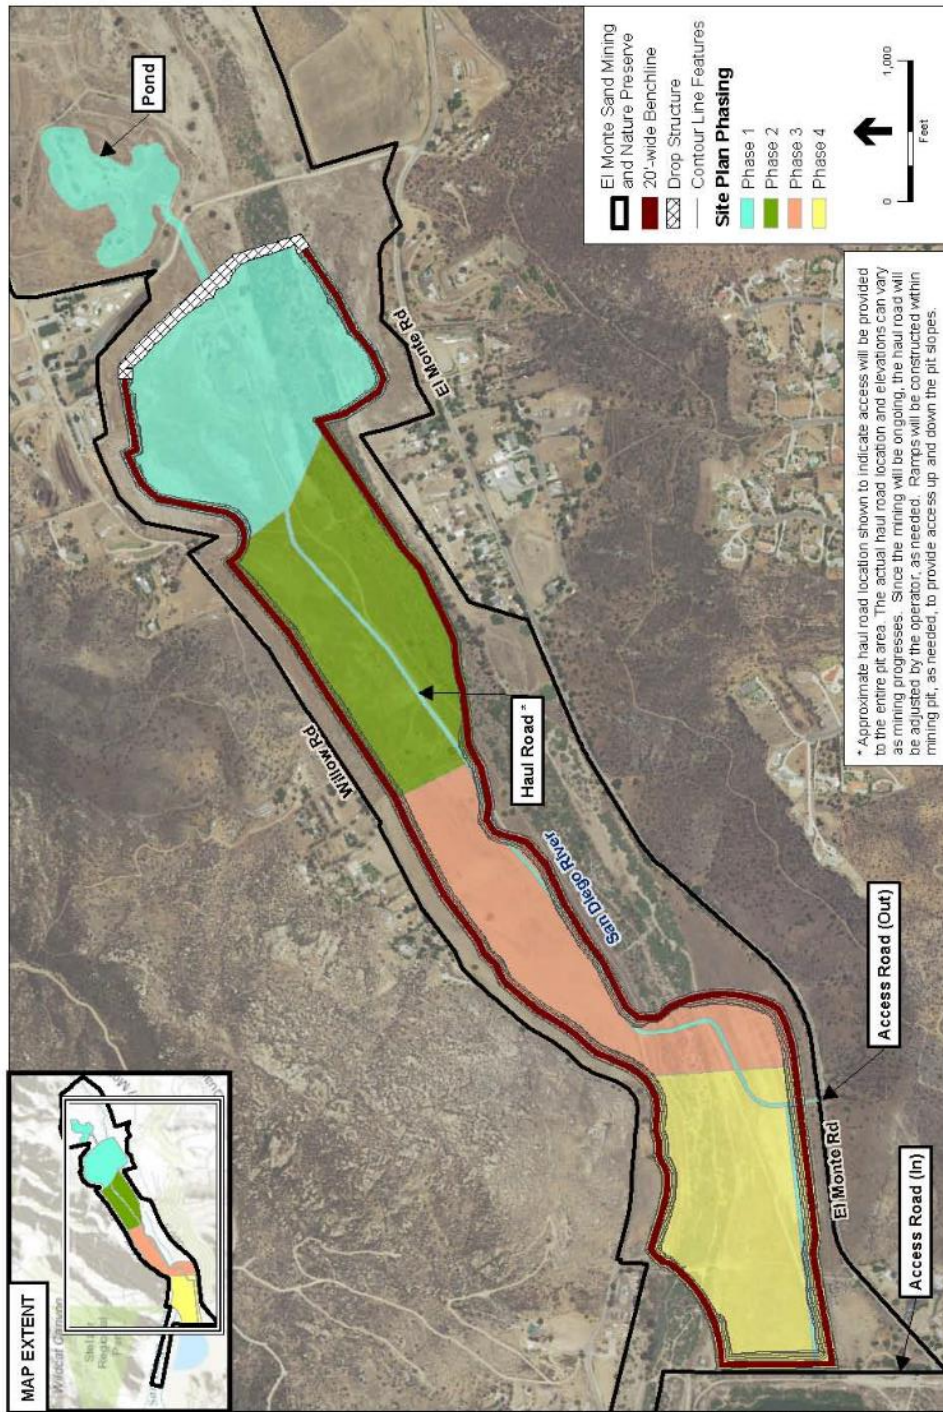 MAP EXTENT
Wildcat Canyon
Pond
El Monte Rd
Willow Rd
Haul Road *
San Diego River
Access Road (Out)
El Monte Rd
Access Road (In)
El Monte Sand Mining
and Nature Preserve
20'-wide Benchline
Drop Structure
Contour Line Features
Site Plan Phasing
Phase 1
Phase 2
Phase 3
Phase 4
0
1,000
Feet
* Approximate haul road location shown to indicate access will be provided
to the entire pit area. The actual haul road location and elevations can vary
as mining progresses. Since the mining will be ongoing, the haul road will
be adjusted by the operator, as needed. Ramps will be constructed within
mining pit, as needed, to provide access up and down the pit slopes.